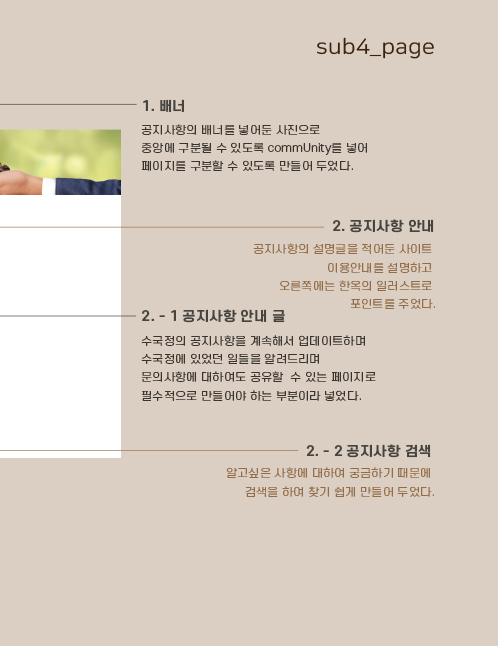 sub4_page
1. 배너
공지사항의 배너를 넣어둔 사진으로
중앙에 구분될 수 있도록 commUnity를 넣어
페이지를 구분할 수 있도록 만들어 두었다.
2. 공지사항 안내
공지사항의 설명글을 적어둔 사이트
이용안내를 설명하고
오른쪽에는 한옥의 일러스트로
포인트를 주었다.
2. - 1 공지사항 안내 글
수국정의 공지사항을 계속해서 업데이트하며
수국정에 있었던 일들을 알려드리며
문의사항에 대하여도 공유할 수 있는 페이지로
필수적으로 만들어야 하는 부분이라 넣었다.
2. - 2 공지사항 검색
알고싶은 사항에 대하여 궁금하기 때문에
검색을 하여 찾기 쉽게 만들어 두었다.